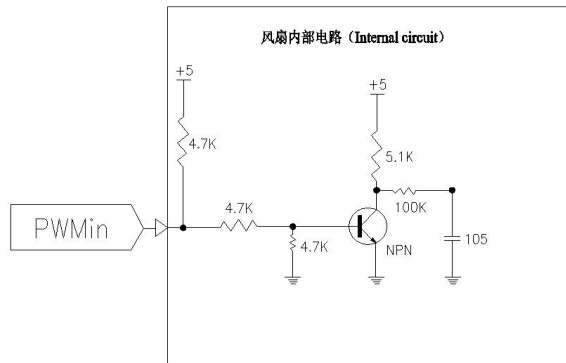 风扇内部电路（Internal circuit）
+5
+5
4.7K
5.1K
4.7K
100K
PWMin
4.7K
NPN
105